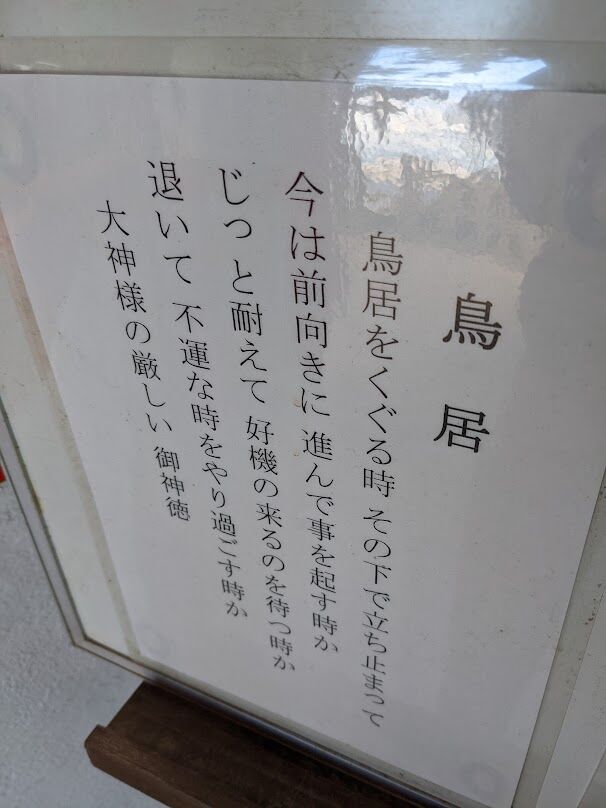 鳥居
鳥居をくぐる時 その下で立ち止まって
今は前向きに 進んで事を起す時か
じっと耐えて 好機の来るのを待つ時か
退いて 不運な時をやり過ごす時か
大神様の厳しい 御神徳